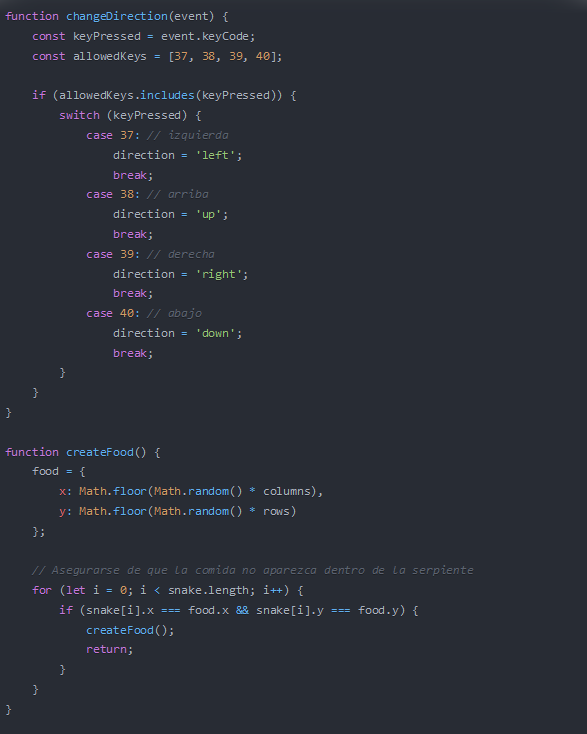 function changeDirection(event) {
    const keyPressed = event.keyCode;
    const allowedKeys = [37, 38, 39, 40];

    if (allowedKeys.includes(keyPressed)) {
        switch (keyPressed) {
            case 37: // izquierda
                direction = 'left';
                break;
            case 38: // arriba
                direction = 'up';
                break;
            case 39: // derecha
                direction = 'right';
                break;
            case 40: // abajo
                direction = 'down';
                break;
        }
    }
}

function createFood() {
    food = {
        x: Math.floor(Math.random() * columns),
        y: Math.floor(Math.random() * rows)
    };

    // Asegurarse de que la comida no aparezca dentro de la serpiente
    for (let i = 0; i < snake.length; i++) {
        if (snake[i].x === food.x && snake[i].y === food.y) {
            createFood();
            return;
        }
    }
}